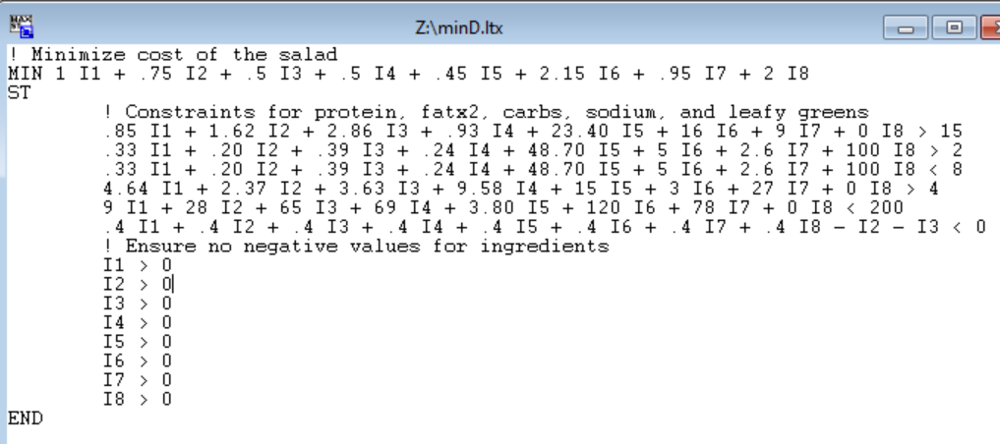 Z:\minD.ltx
! Minimize cost of the salad
MIN 1 I1 + .75 I2 + .5 I3 + .5 I4 + .45 I5 + 2.15 I6 + .95 I7 + 2 I8
ST
! Constraints for protein, fatx2, carbs, sodium, and leafy greens
.85 I1 + 1.62 I2 + 2.86 I3 + .93 I4 + 23.40 I5 + 16 I6 + 9 I7 + 0 I8 > 15
.33 I1 + .20 I2 + .39 I3 + .24 I4 + 48.70 I5 + 5 I6 + 2.6 I7 + 100 I8 > 2
.33 I1 + .20 I2 + .39 I3 + .24 I4 + 48.70 I5 + 5 I6 + 2.6 I7 + 100 I8 < 8
4.64 I1 + 2.37 I2 + 3.63 I3 + 9.58 I4 + 15 I5 + 3 I6 + 27 I7 + 0 I8 > 4
9 I1 + 28 I2 + 65 I3 + 69 I4 + 3.80 I5 + 120 I6 + 78 I7 + 0 I8 < 200
.4 I1 + .4 I2 + .4 I3 + .4 I4 + .4 I5 + .4 I6 + .4 I7 + .4 I8 - I2 - I3 < 0
! Ensure no negative values for ingredients
I1 > 0
I2 > 0
I3 > 0
I4 > 0
I5 > 0
I6 > 0
I7 > 0
I8 > 0
END